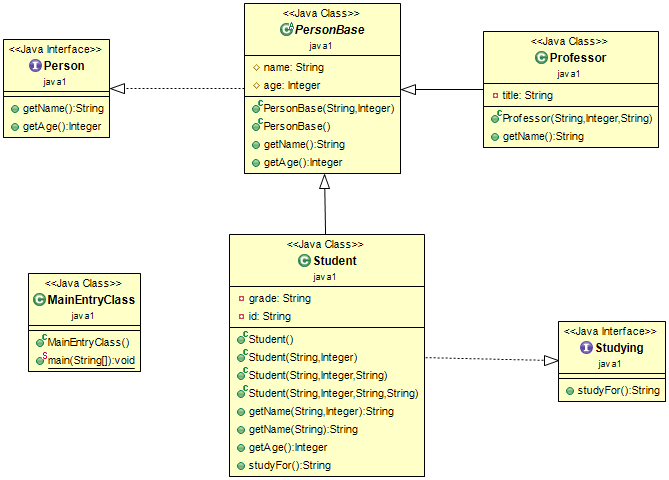 <<Java Interface>>
Person
java1
getName():String
getAge():Integer
<<Java Class>>
PersonBase
java1
name: String
age: Integer
PersonBase(String,Integer)
PersonBase()
getName():String
getAge():Integer
<<Java Class>>
Professor
java1
title: String
Professor(String,Integer,String)
getName():String
<<Java Class>>
MainEntryClass
java1
MainEntryClass()
main(String[]):void
<<Java Class>>
Student
java1
grade: String
id: String
Student()
Student(String,Integer)
Student(String,Integer,String)
Student(String,Integer,String,String)
getName(String,Integer):String
getName(String):String
getAge():Integer
studyFor():String
<<Java Interface>>
Studying
java1
studyFor():String